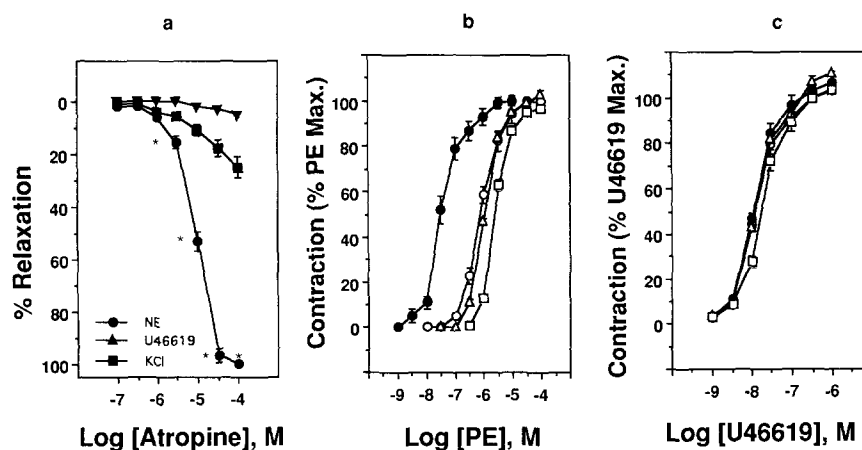 a
% Relaxation
0
20
40
60
80
100
*
*
*
*
NE
U46619
KCl
-7 -6 -5 -4
Log [Atropine], M
b
Contraction (% PE Max.)
100
80
60
40
20
0
-9 -8 -7 -6 -5 -4 -3
Log [PE], M
c
Contraction (% U46619 Max.)
100
80
60
40
20
0
-9 -8 -7 -6
Log [U46619], M